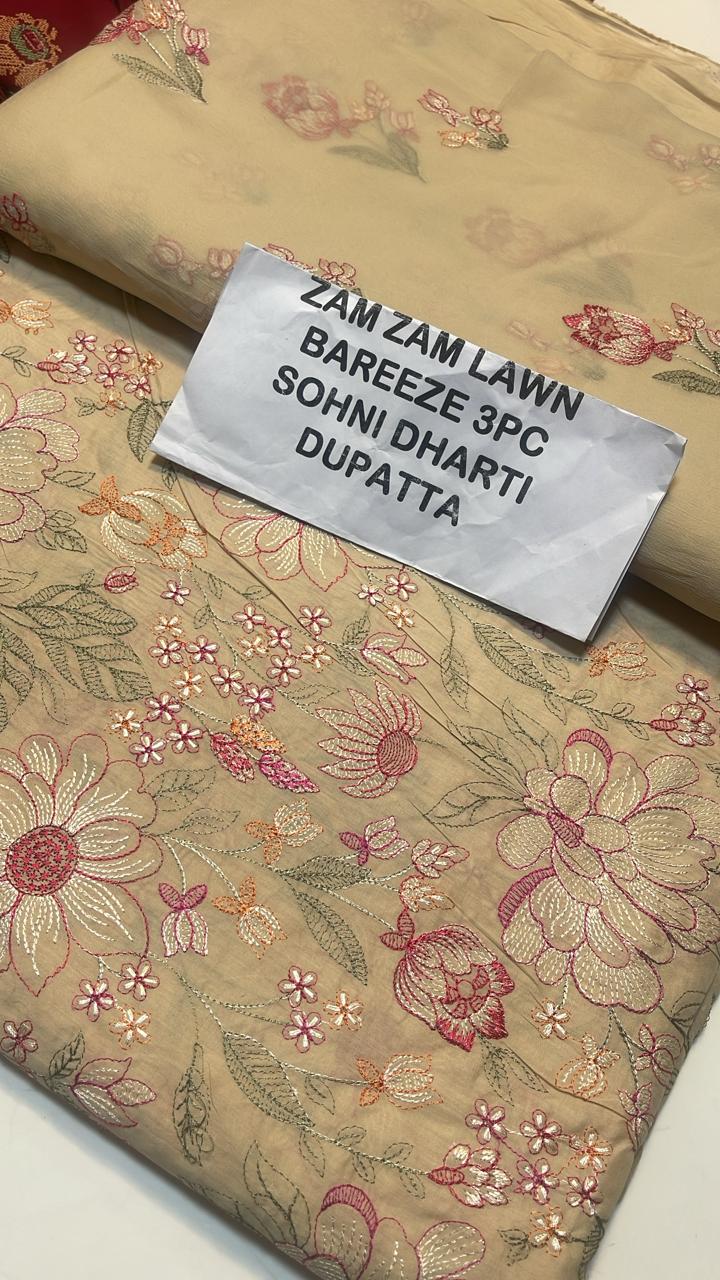 ZAM ZAM LAWN
BAREEZE 3PC
SOHNI DHARTI
DUPATTA